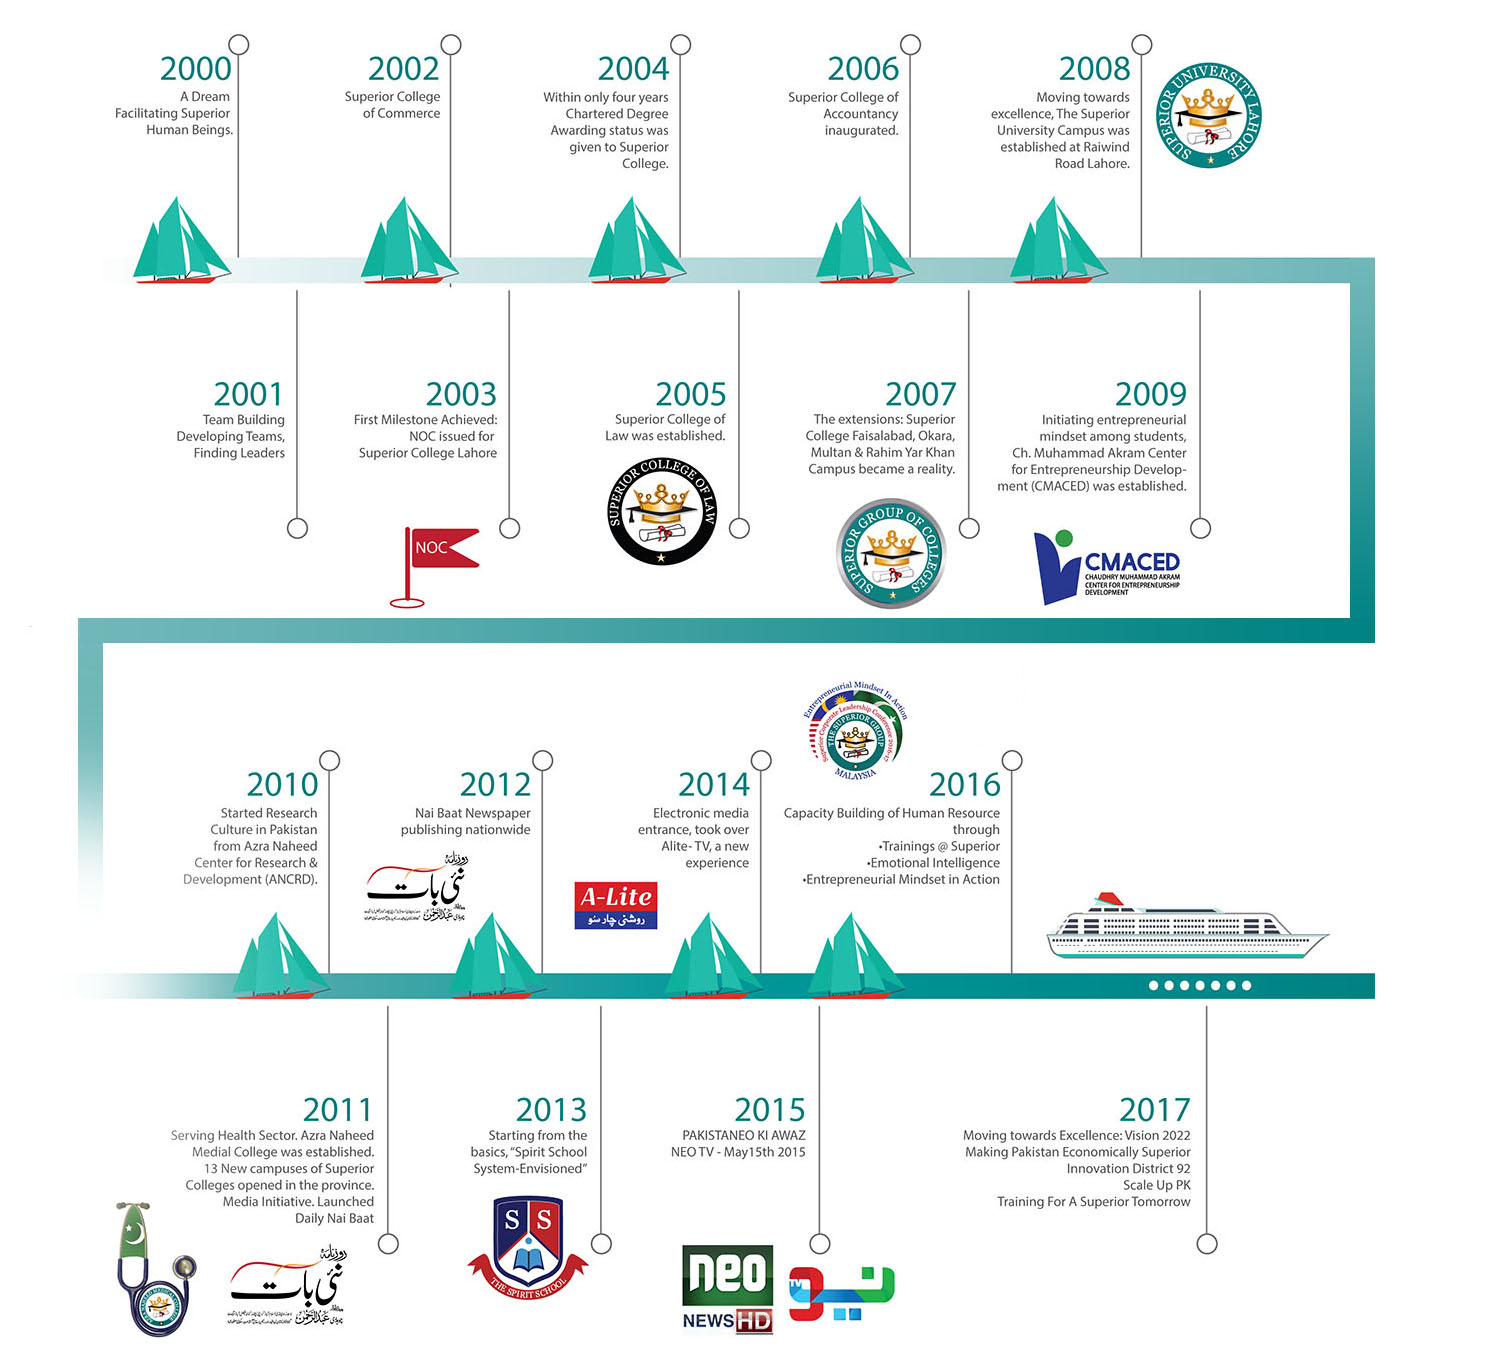 2000
A Dream
Facilitating Superior
Human Beings.
2002
Superior College
of Commerce
2004
Within only four years
Chartered Degree
Awarding status was
given to Superior
College.
2006
Superior College of
Accountancy
inaugurated.
2008
Moving towards
excellence, The Superior
University Campus was
established at Raiwind
Road Lahore.
SUPERIOR UNIVERSITY LAHORE
2001
Team Building
Developing Teams,
Finding Leaders
2003
First Milestone Achieved:
NOC issued for
Superior College Lahore
NOC
2005
Superior College of
Law was established.
SUPERIOR COLLEGE OF LAW
2007
The extensions: Superior
College Faisalabad, Okara,
Multan & Rahim Yar Khan
Campus became a reality.
SUPERIOR GROUP OF COLLEGES
2009
Initiating entrepreneurial
mindset among students,
Ch. Muhammad Akram Center
for Entrepreneurship Develop-
ment (CMACED) was established.
CMACED
CHAUDHRY MUHAMMAD AKRAM
CENTER FOR ENTREPRENEURSHIP
DEVELOPMENT
2010
Started Research
Culture in Pakistan
from Azra Naheed
Center for Research &
Development (ANCRD).
2012
Nai Baat Newspaper
publishing nationwide
روزنامہ
نئی بات
چوہدری عبدالرحمٰن
2014
Electronic media
entrance, took over
Alite- TV, a new
experience
A-Lite
روشنی چار سُو
Entrepreneurial Mindset In Action
Superior Corporate Leadership Conference 2016-17
THE SUPERIOR GROUP
MALAYSIA
2016
Capacity Building of Human Resource
through
•Trainings @ Superior
•Emotional Intelligence
•Entrepreneurial Mindset in Action
2011
Serving Health Sector. Azra Naheed
Medial College was established.
13 New campuses of Superior
Colleges opened in the province.
Media Initiative. Launched
Daily Nai Baat
روزنامہ
نئی بات
چوہدری عبدالرحمٰن
2013
Starting from the
basics, “Spirit School
System-Envisioned”
S S
THE SPIRIT SCHOOL
2015
PAKISTANEO KI AWAZ
NEO TV - May15th 2015
neo
NEWS HD
نیو
2017
Moving towards Excellence: Vision 2022
Making Pakistan Economically Superior
Innovation District 92
Scale Up PK
Training For A Superior Tomorrow